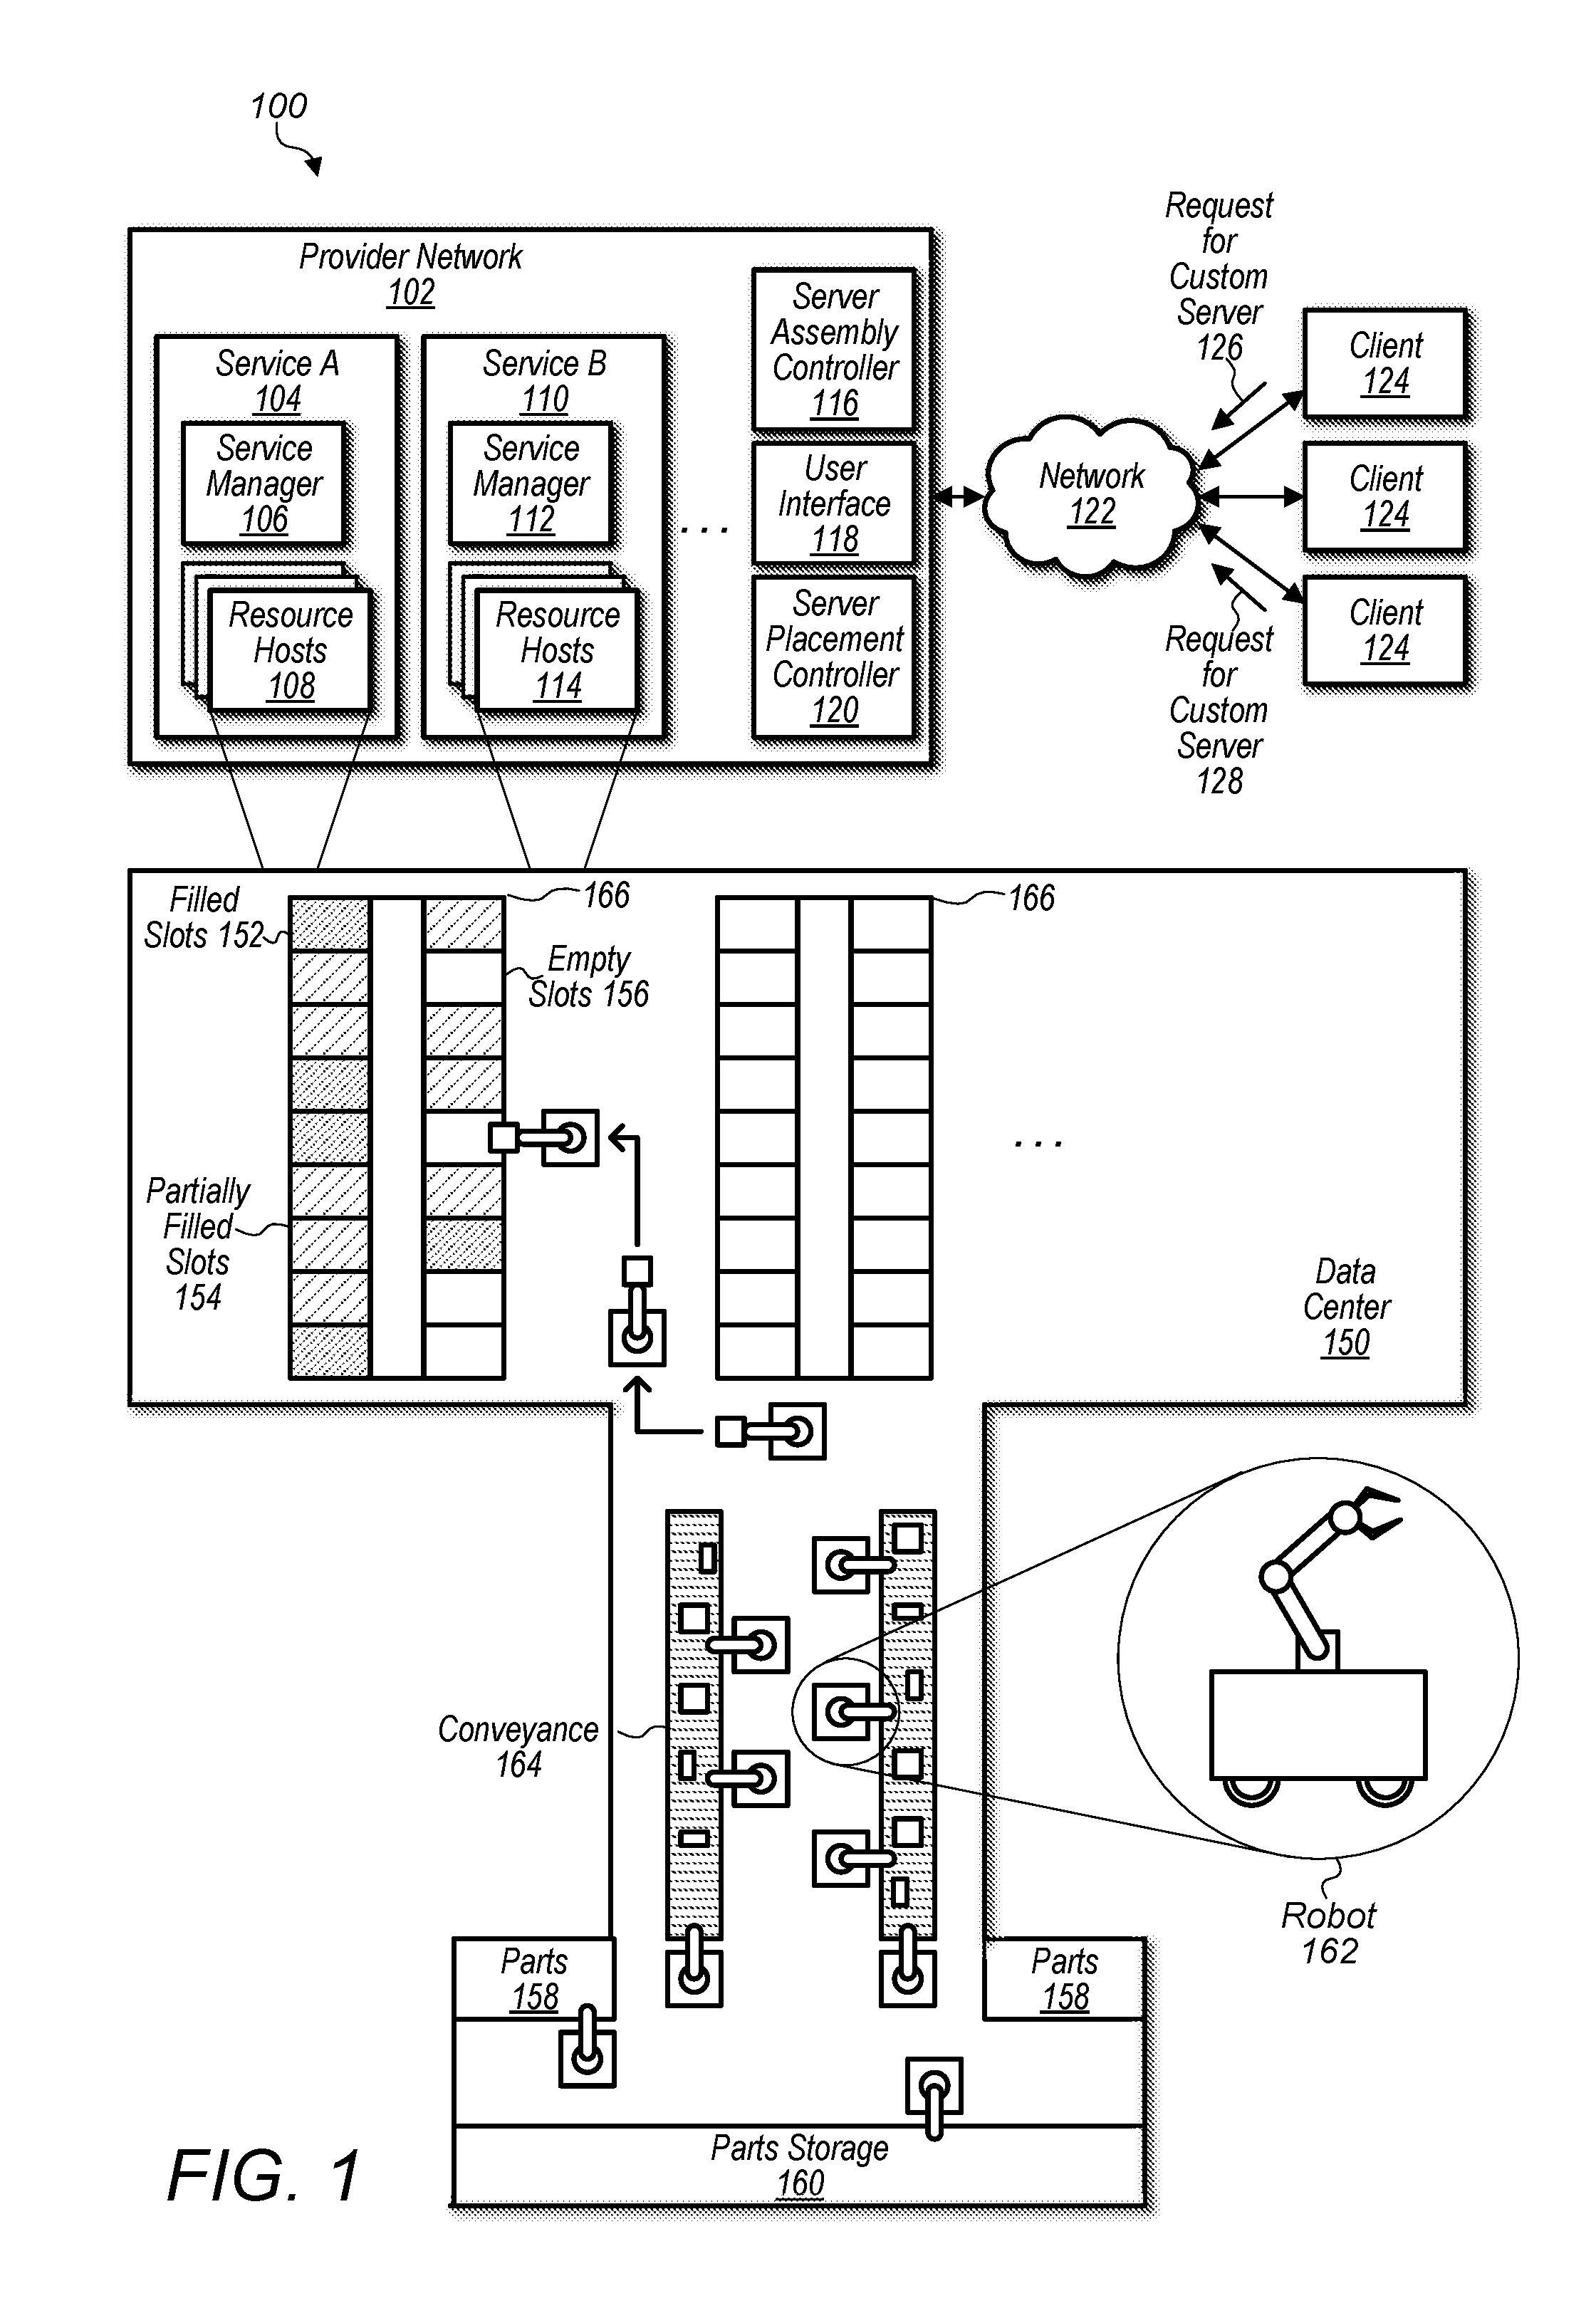 100
Provider Network
102
Service A
104
Service
Manager
106
Resource
Hosts
108
Service B
110
Service
Manager
112
Resource
Hosts
114
...
Server
Assembly
Controller
116
User
Interface
118
Server
Placement
Controller
120
Network
122
Request
for
Custom
Server
126
Client
124
Client
124
Client
124
Request
for
Custom
Server
128
Filled
Slots 152
166
Empty
Slots 156
166
Partially
Filled
Slots
154
...
Data
Center
150
Conveyance
164
Robot
162
Parts
158
Parts
158
Parts Storage
160
FIG. 1